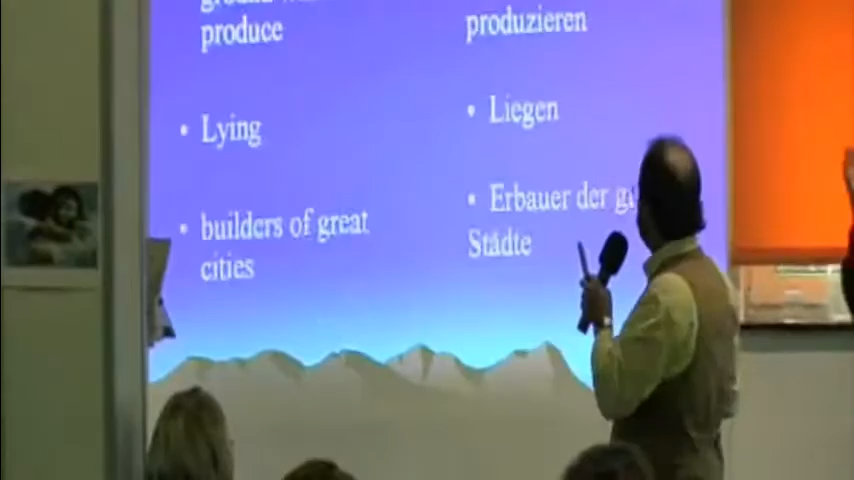 produce
• Lying
• builders of great
cities
produzieren
• Liegen
• Erbauer der
Städte